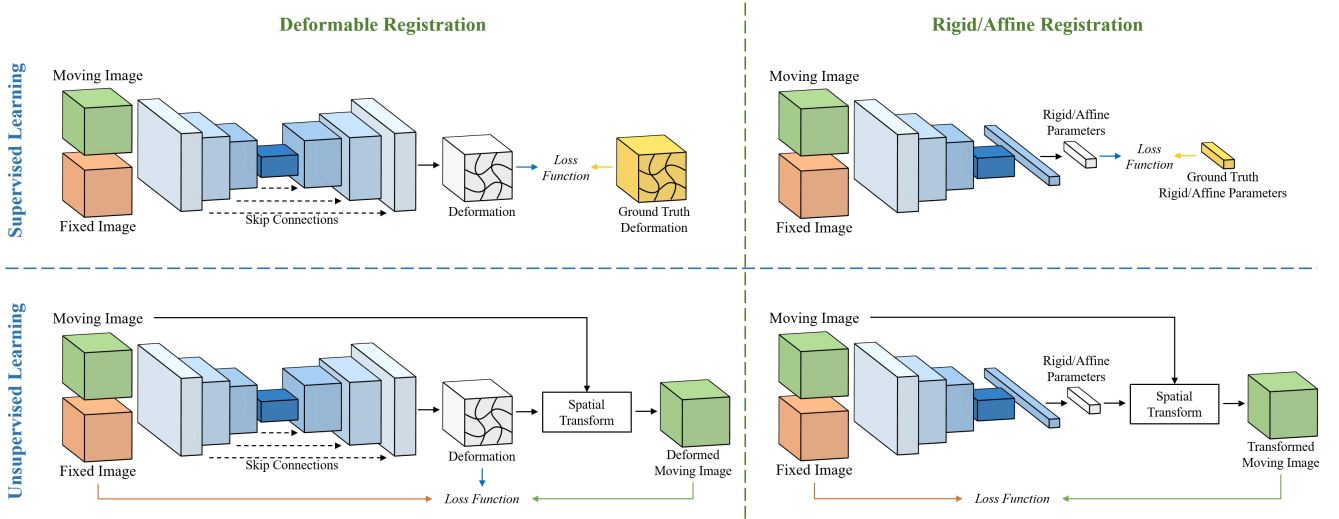 Deformable Registration
Rigid/Affine Registration
Supervised Learning
Moving Image
Fixed Image
Skip Connections
Deformation
Loss
Function
Ground Truth
Deformation
Moving Image
Fixed Image
Rigid/Affine
Parameters
Loss
Function
Ground Truth
Rigid/Affine Parameters
Unsupervised Learning
Moving Image
Fixed Image
Skip Connections
Deformation
Spatial
Transform
Deformed
Moving Image
Loss Function
Moving Image
Fixed Image
Rigid/Affine
Parameters
Spatial
Transform
Transformed
Moving Image
Loss Function